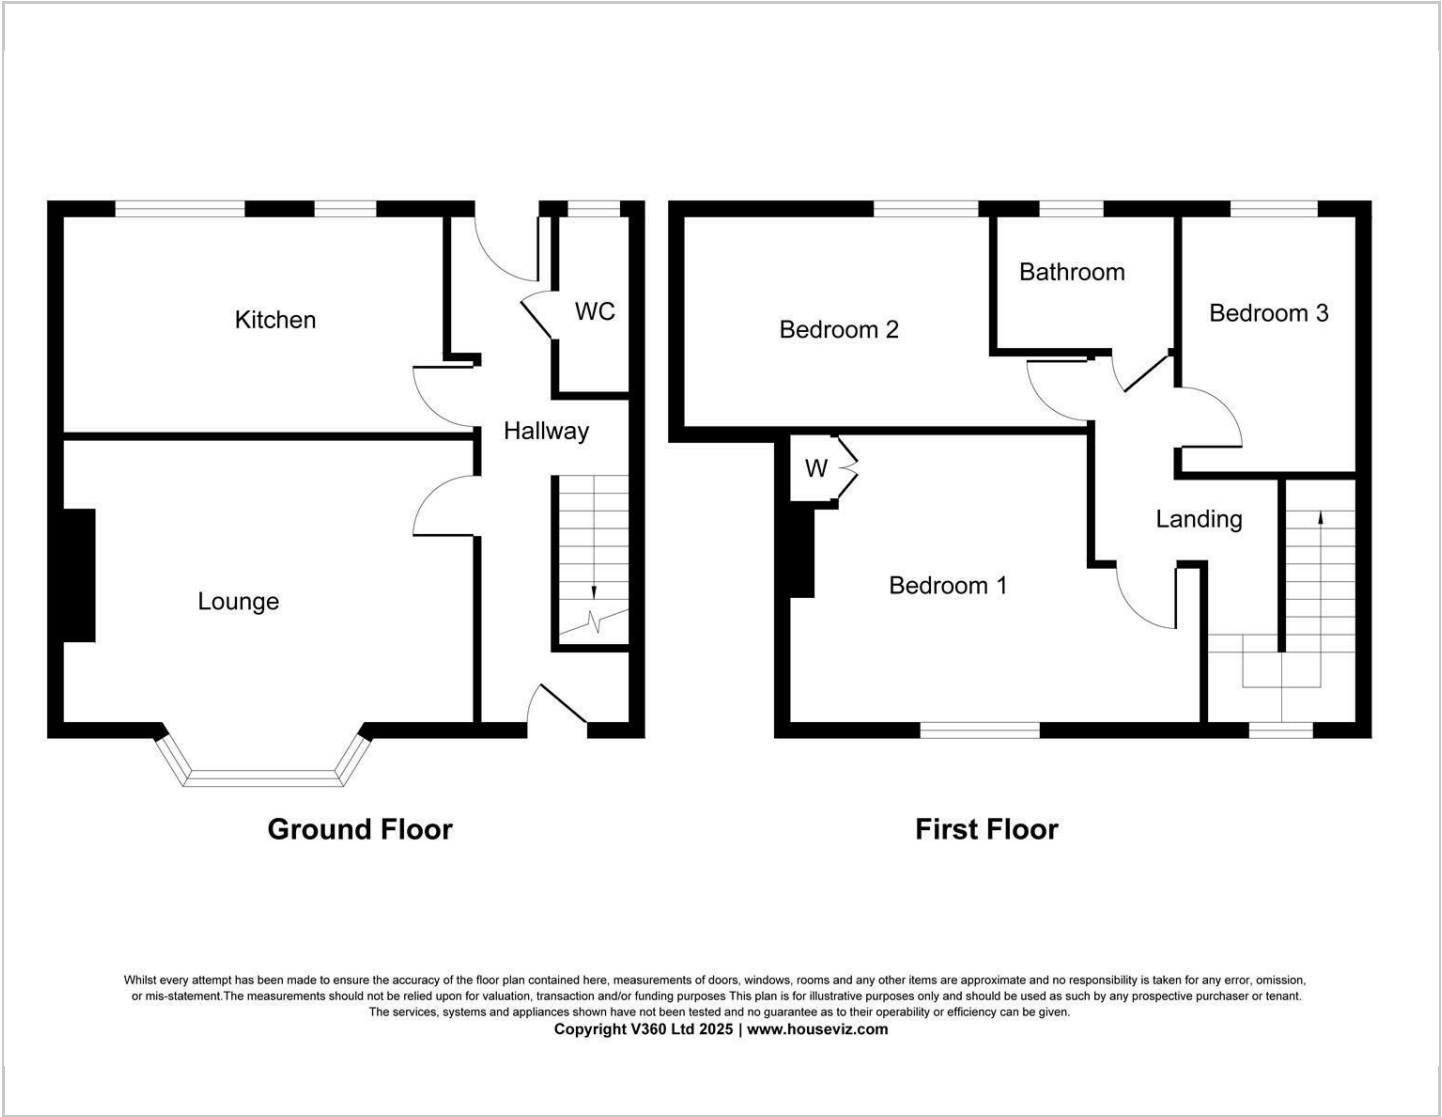 Kitchen
WC
Hallway
Lounge
Ground Floor
Bedroom 2
Bathroom
Bedroom 3
W
Landing
Bedroom 1
First Floor
Whilst every attempt has been made to ensure the accuracy of the floor plan contained here, measurements of doors, windows, rooms and any other items are approximate and no responsibility is taken for any error, omission,
or mis-statement.The measurements should not be relied upon for valuation, transaction and/or funding purposes This plan is for illustrative purposes only and should be used as such by any prospective purchaser or tenant.
The services, systems and appliances shown have not been tested and no guarantee as to their operability or efficiency can be given.
Copyright V360 Ltd 2025 | www.houseviz.com